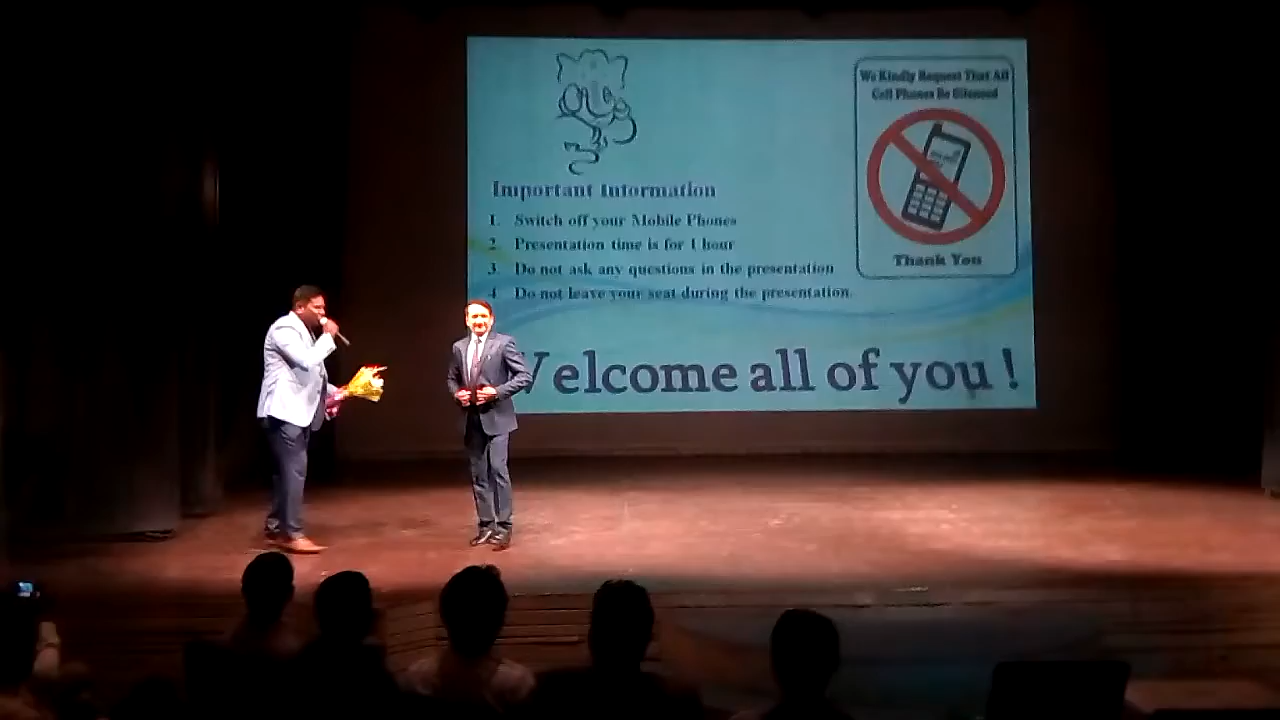 We Kindly Request That All
Cell Phones Be Silenced
Thank You
Important Information
1. Switch off your Mobile Phones
2. Presentation time is for 1 hour
3. Do not ask any questions in the presentation
4 Do not leave your seat during the presentation.
Welcome all of you !